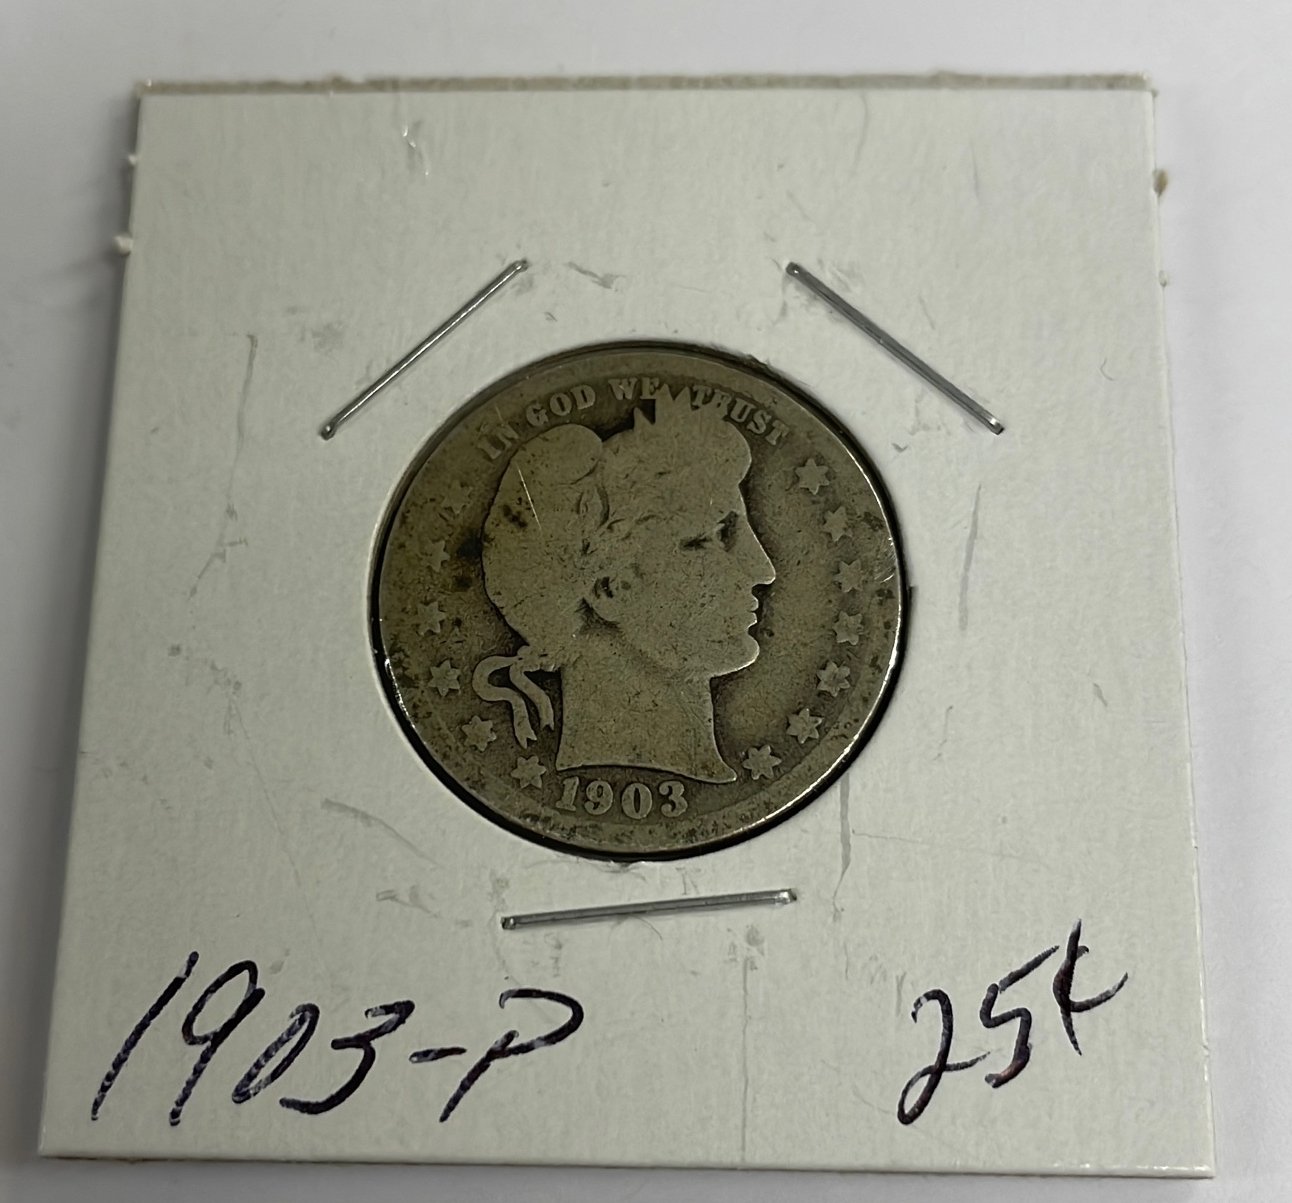 IN GOD WE TRUST
1903
1903-P 25¢